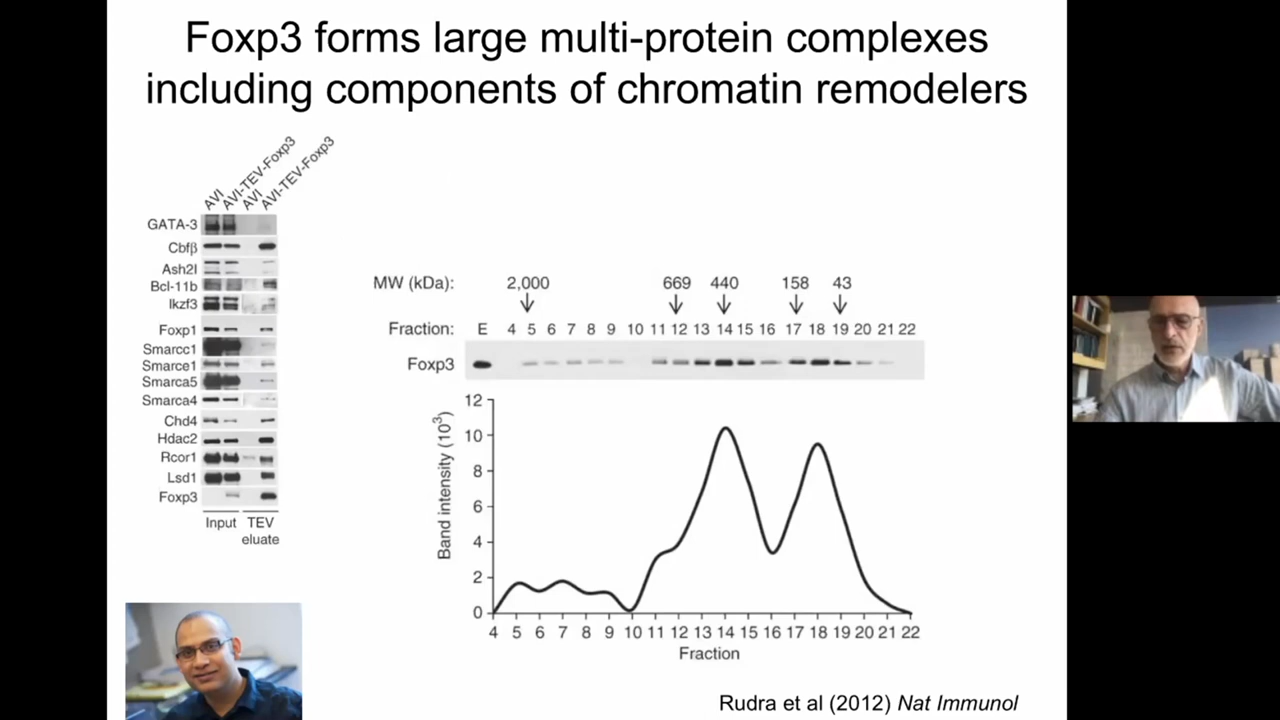 Foxp3 forms large multi-protein complexes
including components of chromatin remodelers
AVI
AVI-TEV-Foxp3
AVI
AVI-TEV-Foxp3
GATA-3
Cbfβ
Ash2l
Bcl-11b
Ikzf3
Foxp1
Smarcc1
Smarce1
Smarca5
Smarca4
Chd4
Hdac2
Rcor1
Lsd1
Foxp3
Input TEV
eluate
MW (kDa): 2,000 669 440 158 43
Fraction: E 4 5 6 7 8 9 10 11 12 13 14 15 16 17 18 19 20 21 22
Foxp3
Band intensity (10³)
12
10
8
6
4
2
0
4 5 6 7 8 9 10 11 12 13 14 15 16 17 18 19 20 21 22
Fraction
Rudra et al (2012) Nat Immunol